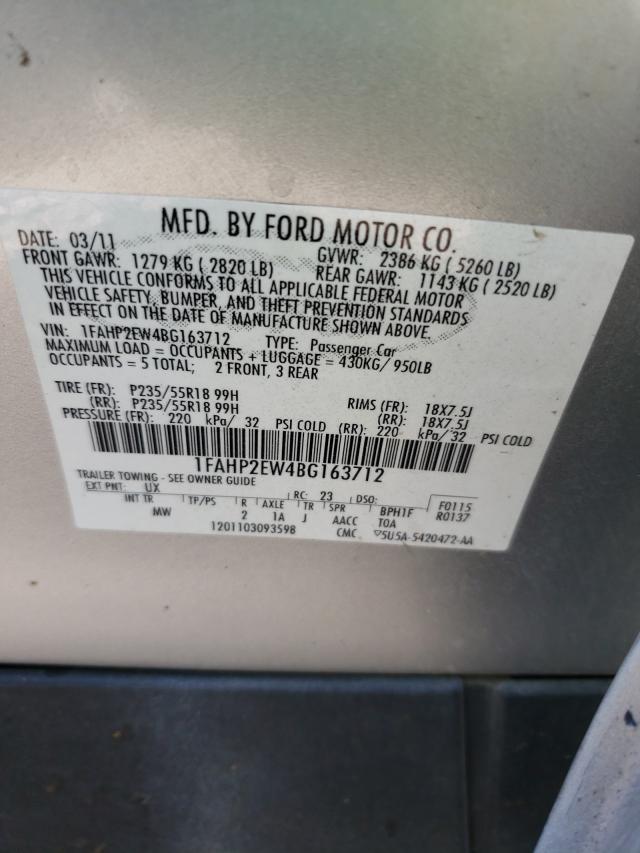 MFD. BY FORD MOTOR CO.
DATE: 03/11 GVWR: 2386 KG ( 5260 LB)
FRONT GAWR: 1279 KG ( 2820 LB) REAR GAWR: 1143 KG ( 2520 LB)
THIS VEHICLE CONFORMS TO ALL APPLICABLE FEDERAL MOTOR
VEHICLE SAFETY, BUMPER, AND THEFT PREVENTION STANDARDS
IN EFFECT ON THE DATE OF MANUFACTURE SHOWN ABOVE.
VIN: 1FAHP2EW4BG163712 TYPE: Passenger Car
MAXIMUM LOAD = OCCUPANTS + LUGGAGE = 430KG/ 950LB
OCCUPANTS = 5 TOTAL; 2 FRONT, 3 REAR
TIRE (FR): P235/55R18 99H RIMS (FR): 18X7.5J
(RR): P235/55R18 99H (RR): 18X7.5J
PRESSURE (FR): 220 kPa/ 32 PSI COLD (RR): 220 kPa/32 PSI COLD
1FAHP2EW4BG163712
TRAILER TOWING - SEE OWNER GUIDE
EXT PNT: UX RC: 23 DSO: F0115
INT TR TP/PS R AXLE TR SPR BPH1F R0137
MW 2 1A J AACC TOA
1201103093598 CMC ▽5U5A-5420472-AA